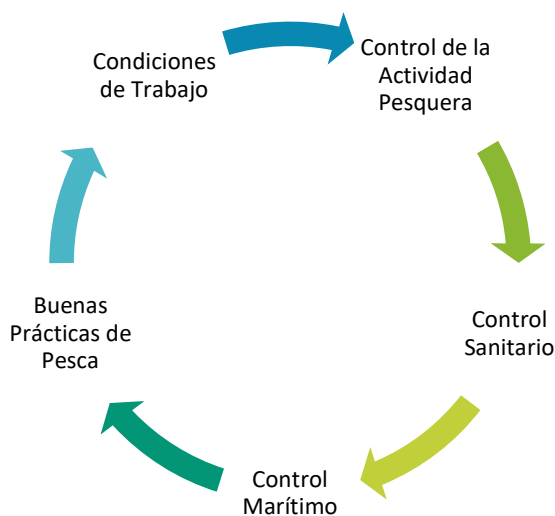 Condiciones
de Trabajo
Control de la
Actividad
Pesquera
Control
Sanitario
Control
Marítimo
Buenas
Prácticas de
Pesca